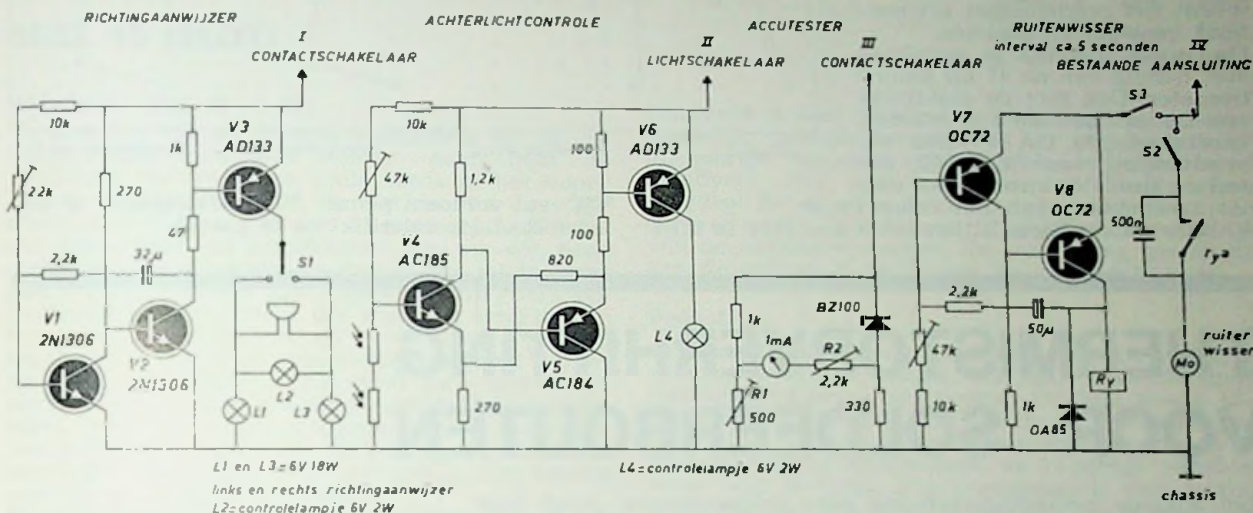 RICHTINGAANWIJZER
I
CONTACTSCHAKELAAR
ACHTERLICHTCONTROLE
II
LICHTSCHAKELAAR
ACCUTESTER
III
CONTACTSCHAKELAAR
RUITENWISSER
interval ca. 5 seconden
IV
BESTAANDE AANSLUITING
10k
22k
270
1k
V3
AD133
47
2,2k
32µ
S1
V1
2N1306
V2
2N1306
L1
L2
L3
10k
47k
1,2k
100
V6
AD133
V4
AC185
100
820
V5
AC184
270
L4
1k
1mA
R2
2,2k
R1
500
BZ100
330
V7
OC72
V8
OC72
S3
S2
500n
rya
2,2k
50µ
47k
10k
1k
OA85
Ry
Mo
ruiten
wisser
chassis
L1 en L3=6V 18W
links en rechts richtingaanwijzer
L2=controlelampje 6V 2W
L4=controlelampje 6V 2W